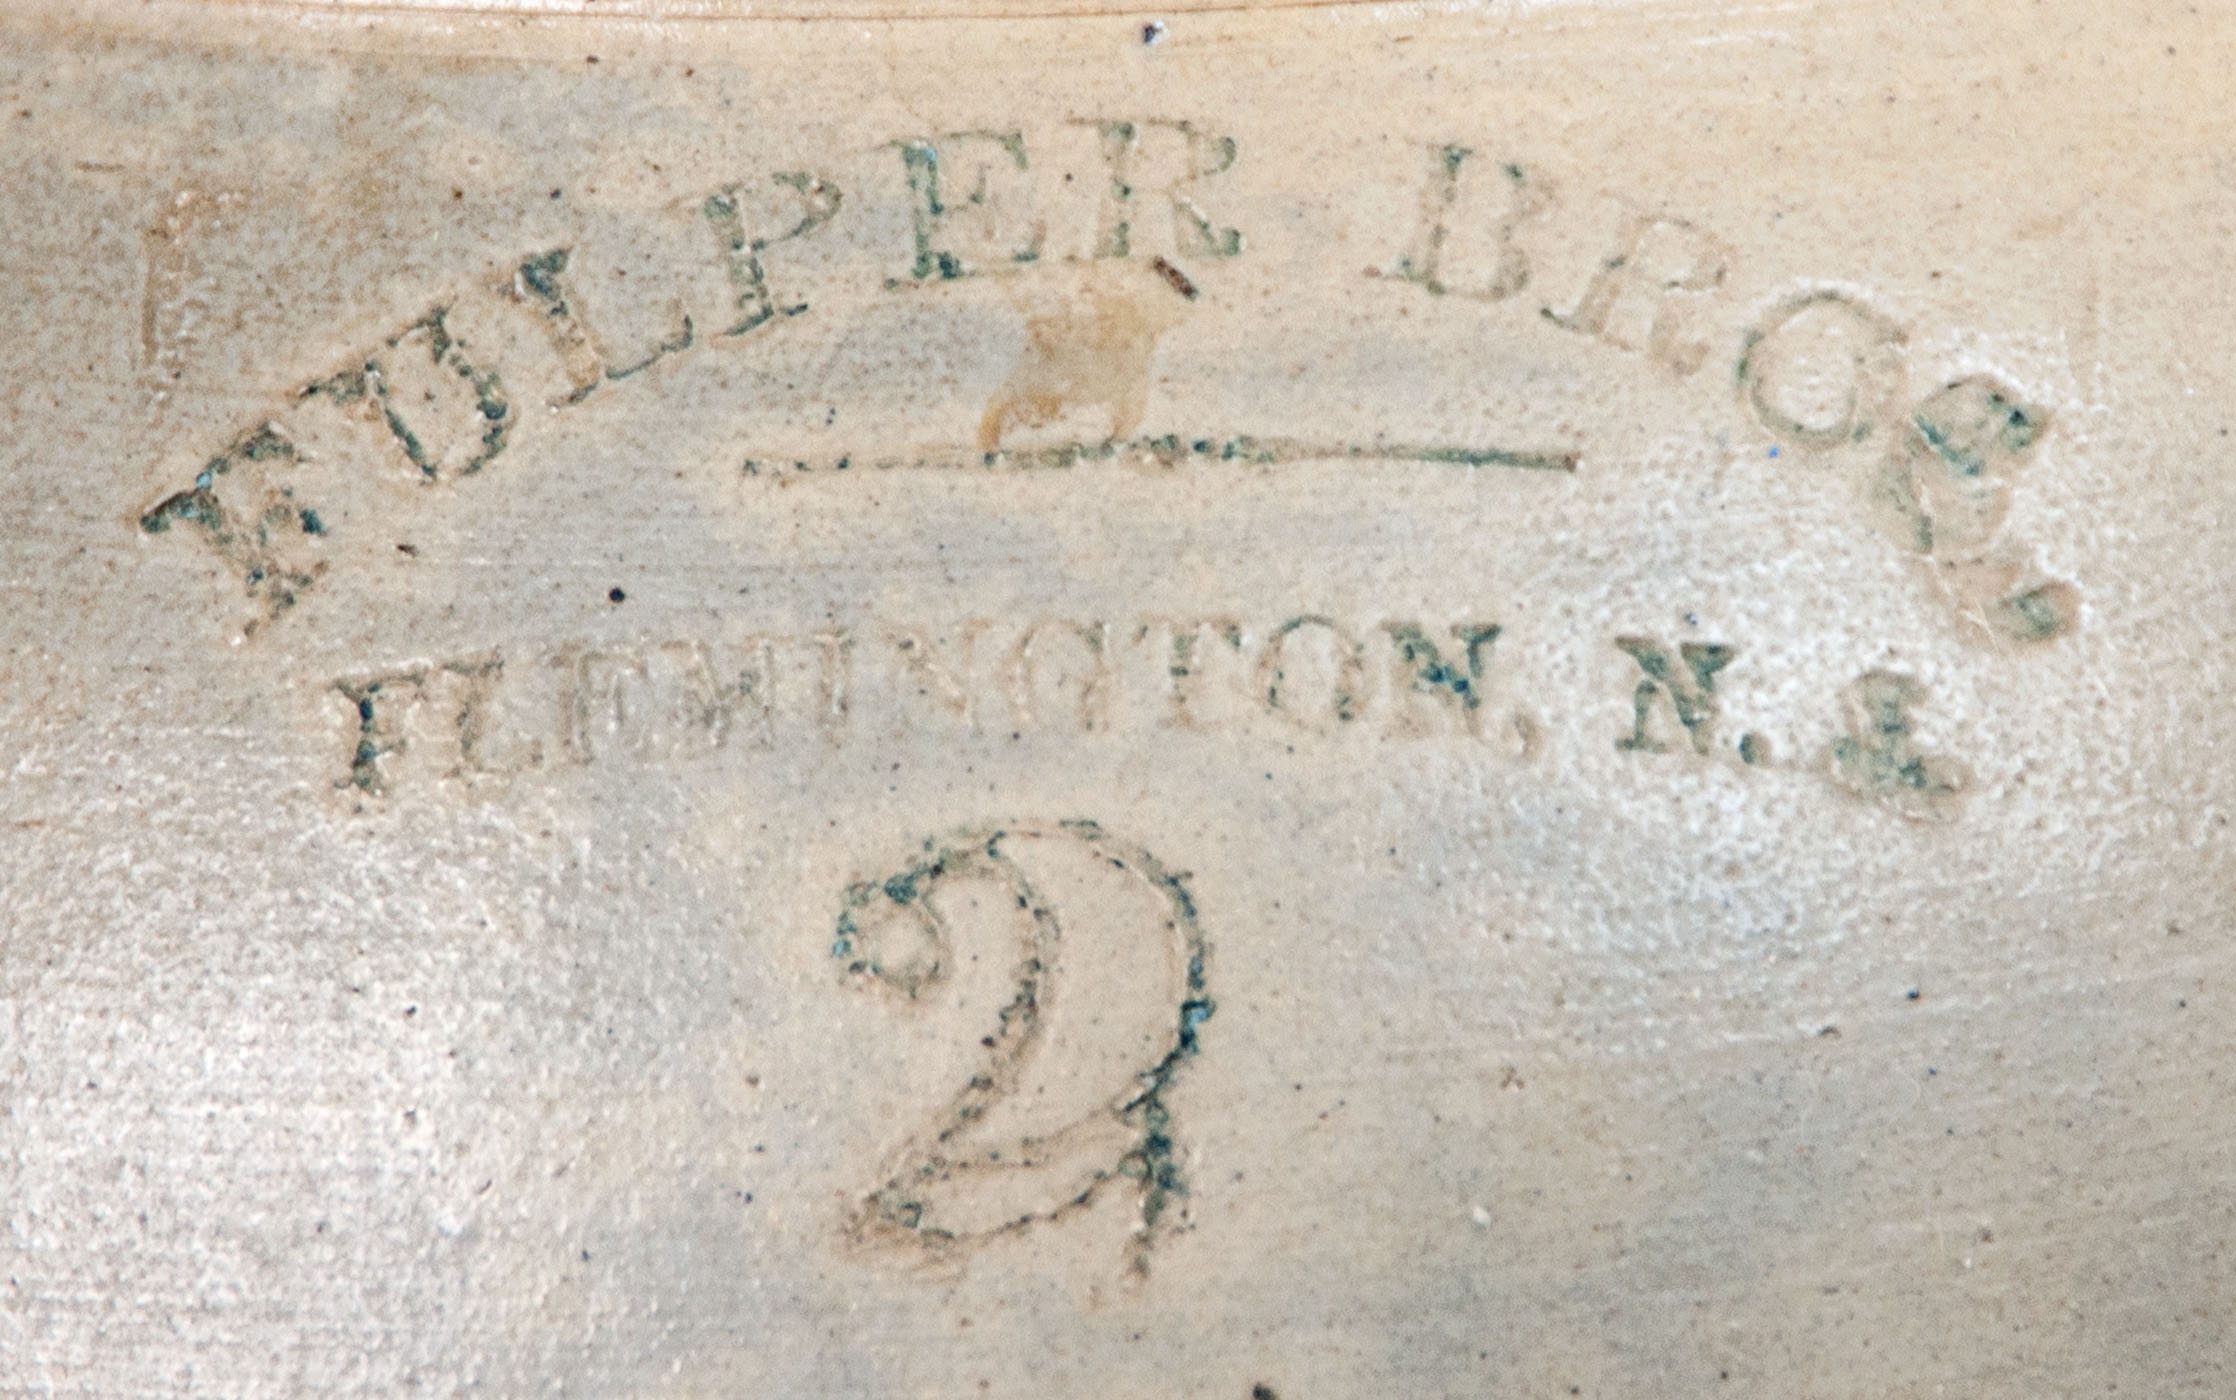 FULPER BROS.
FLEMINGTON, N. J.
2